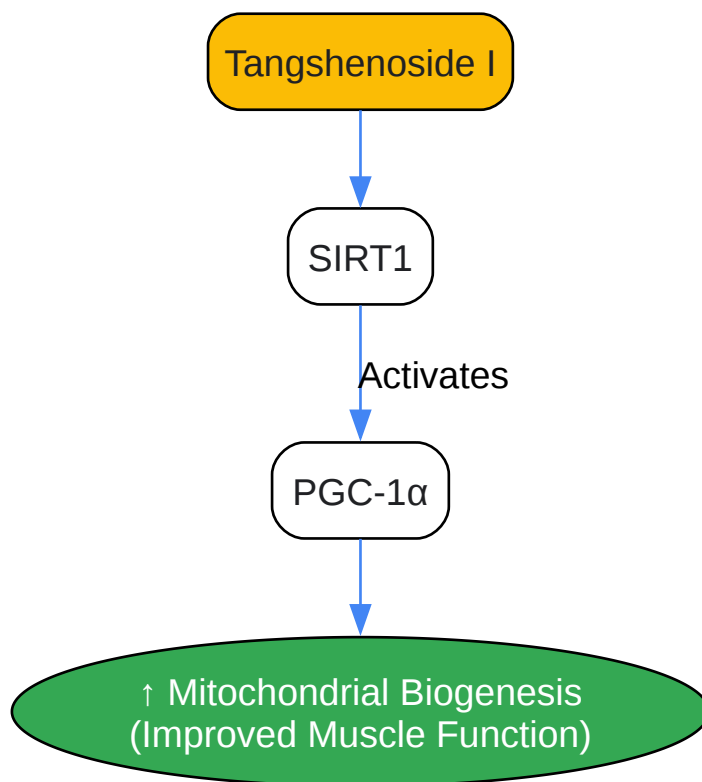 Tangshenoside I
SIRT1
Activates
PGC-1α
↑ Mitochondrial Biogenesis
(Improved Muscle Function)